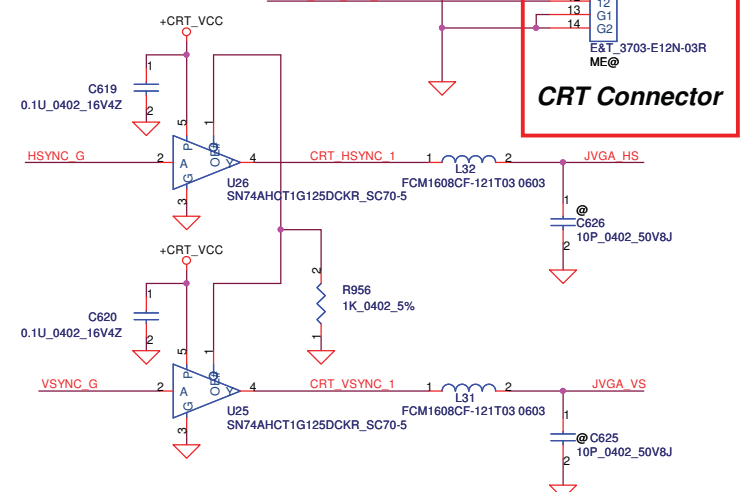 12
13
G1
14
G2
E&T_3703-E12N-03R
ME@
CRT Connector
+CRT_VCC
1
C619
0.1U_0402_16V4Z
2
5
1
P
OE#
HSYNC_G
2
A
Y
4
CRT_HSYNC_1
1
2
JVGA_HS
G
3
L32
FCM1608CF-121T03 0603
U26
SN74AHCT1G125DCKR_SC70-5
1
@
C626
10P_0402_50V8J
2
+CRT_VCC
2
R956
1K_0402_5%
1
1
C620
0.1U_0402_16V4Z
2
5
1
P
OE#
VSYNC_G
2
A
Y
4
CRT_VSYNC_1
1
2
JVGA_VS
G
3
L31
FCM1608CF-121T03 0603
U25
SN74AHCT1G125DCKR_SC70-5
1
@ C625
10P_0402_50V8J
2